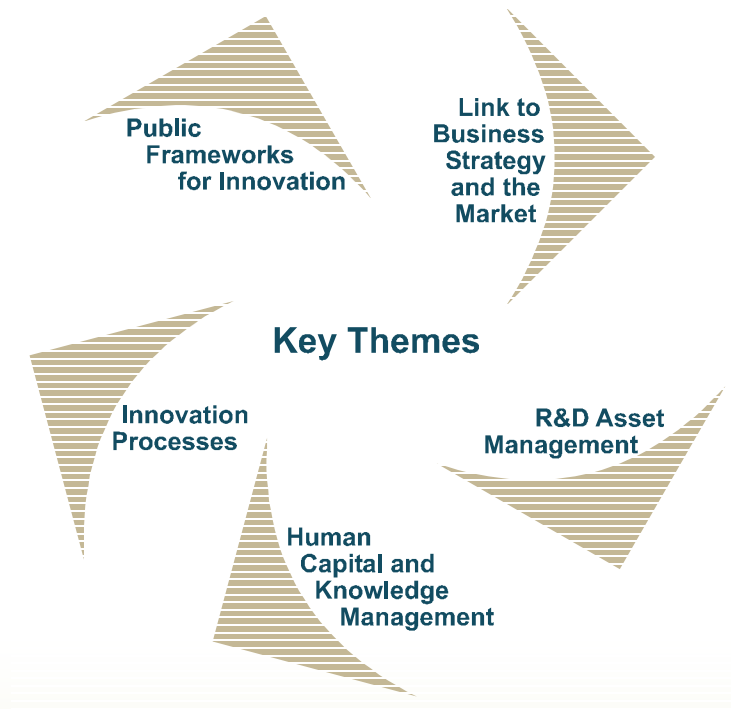 Public
Frameworks
for Innovation
Link to
Business
Strategy
and the
Market
Key Themes
Innovation
Processes
R&D Asset
Management
Human
Capital and
Knowledge
Management